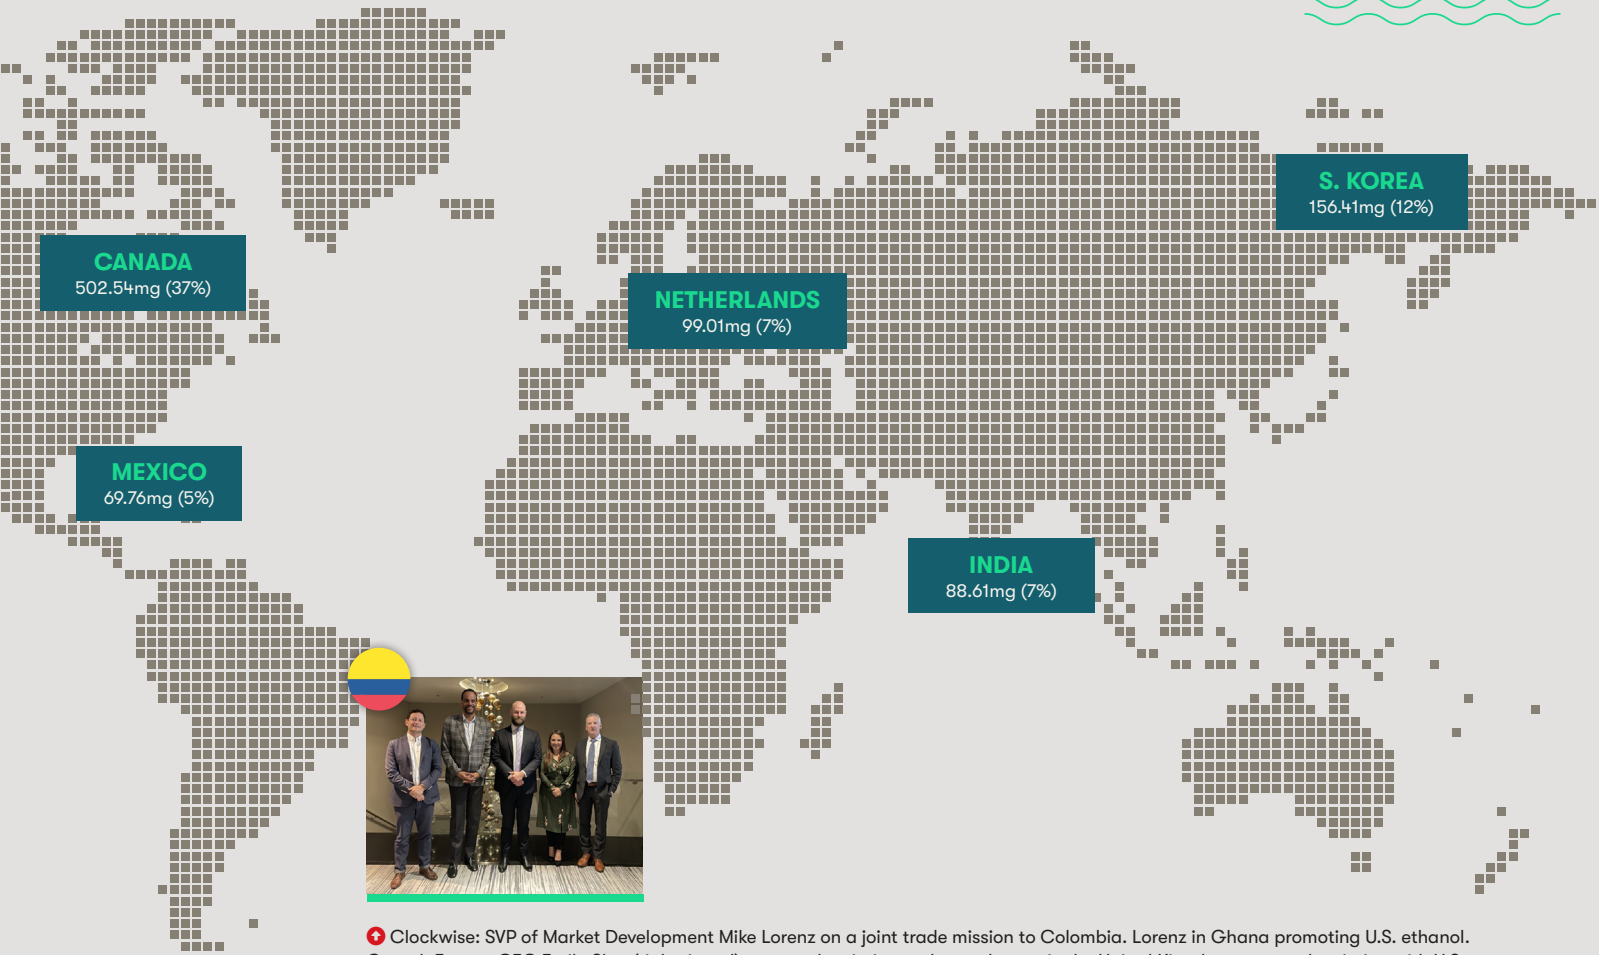 S. KOREA
156.41mg (12%)
CANADA
502.54mg (37%)
NETHERLANDS
99.01mg (7%)
MEXICO
69.76mg (5%)
INDIA
88.61mg (7%)
Clockwise: SVP of Market Development Mike Lorenz on a joint trade mission to Colombia. Lorenz in Ghana promoting U.S. ethanol.